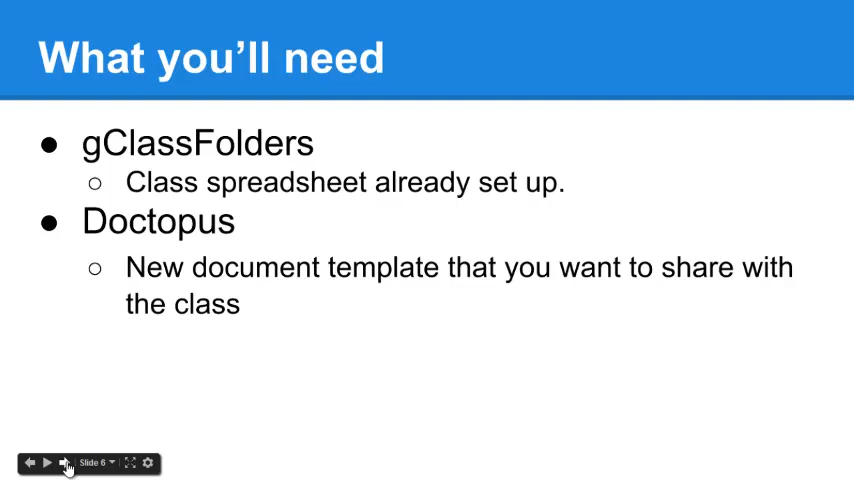 What you’ll need
● gClassFolders
○ Class spreadsheet already set up.
● Doctopus
○ New document template that you want to share with
the class
Slide 6